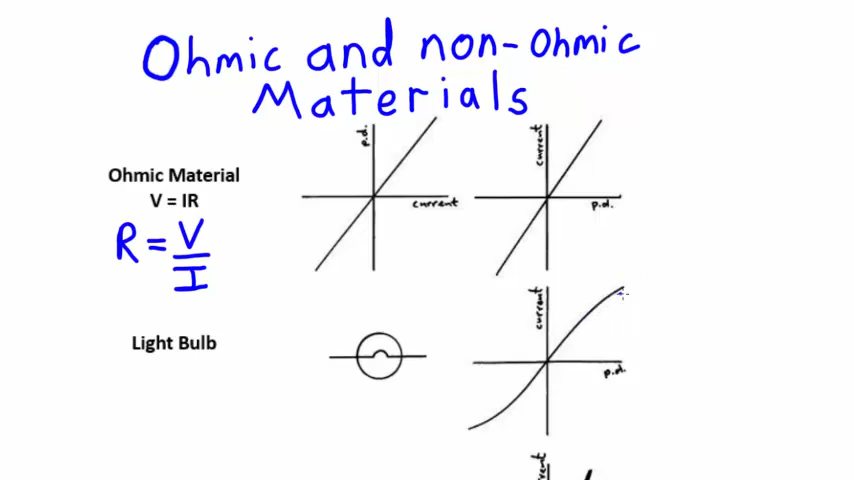 Ohmic and non-Ohmic
Materials
p.d.
current
current
p.d.
Ohmic Material
V = IR
R = V
I
current
p.d.
Light Bulb